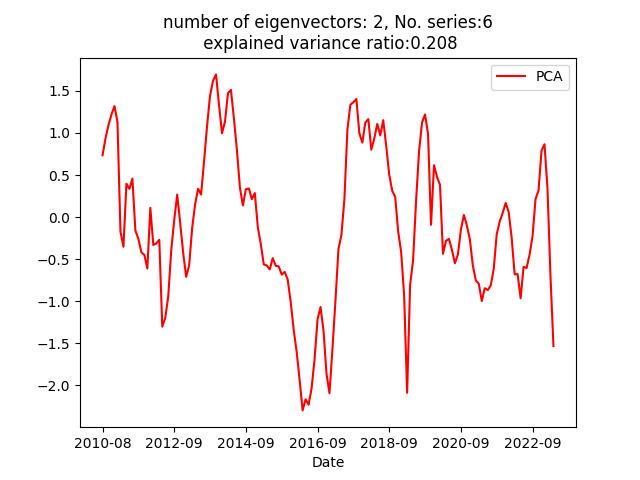 number of eigenvectors: 2, No. series:6
explained variance ratio:0.208
PCA
1.5
1.0
0.5
0.0
−0.5
−1.0
−1.5
−2.0
2010-08 2012-09 2014-09 2016-09 2018-09 2020-09 2022-09
Date